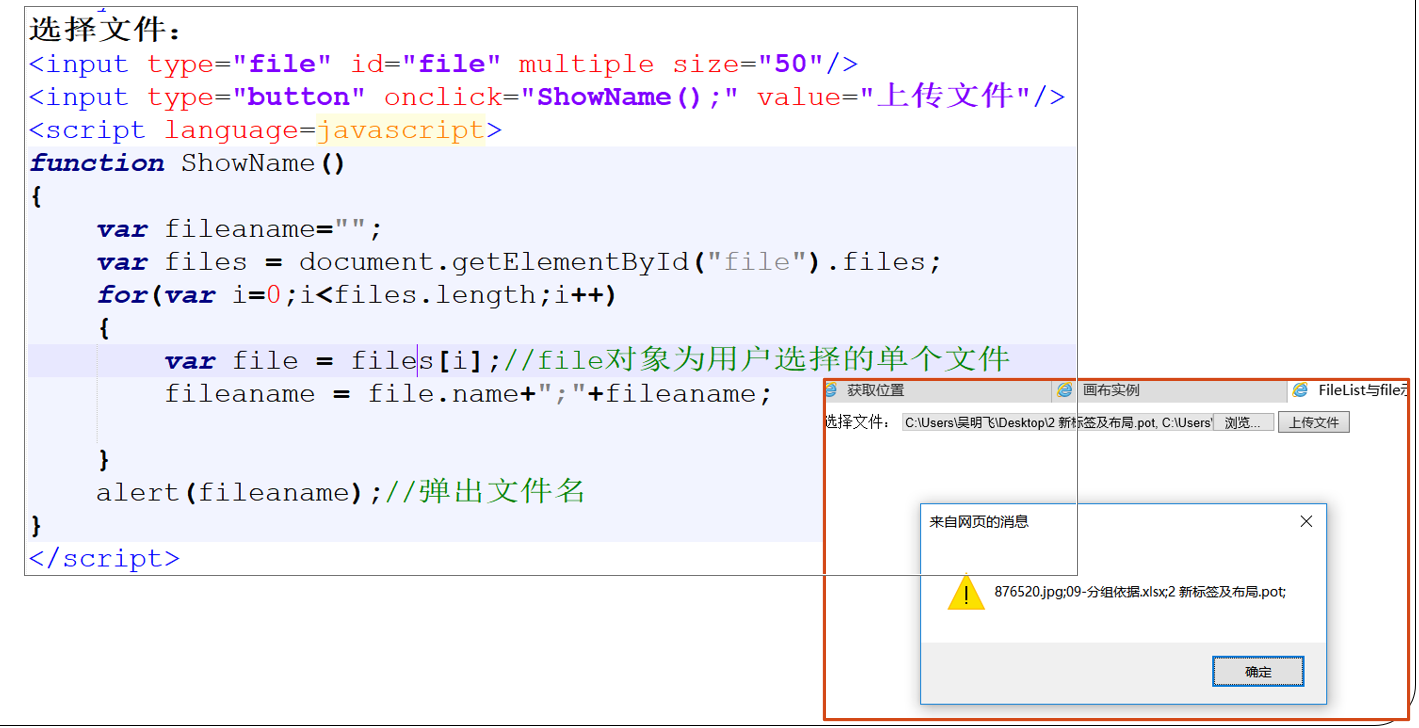 选择文件：
<input type="file" id="file" multiple size="50"/>
<input type="button" onclick="ShowName();" value="上传文件"/>
<script language=javascript>
function ShowName()
{
var fileaname="";
var files = document.getElementById("file").files;
for(var i=0;i<files.length;i++)
{
var file = files[i];//file对象为用户选择的单个文件
fileaname = file.name+";"+fileaname;
}
alert(fileaname);//弹出文件名
}
</script>
获取位置 画布实例 FileList与file示
选择文件： C:\Users\吴明飞\Desktop\2 新标签及布局.pot, C:\Users\ 浏览... 上传文件
来自网页的消息
876520.jpg;09-分组依据.xlsx;2 新标签及布局.pot;
确定